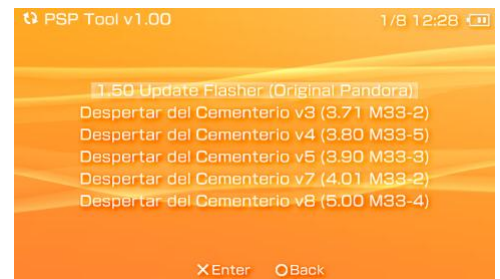 PSP Tool v1.00
1/8 12:28
1.50 Update Flasher (Original Pandora)
Despertar del Cementerio v3 (3.71 M33-2)
Despertar del Cementerio v4 (3.80 M33-5)
Despertar del Cementerio v5 (3.90 M33-3)
Despertar del Cementerio v7 (4.01 M33-2)
Despertar del Cementerio v8 (5.00 M33-4)
Enter Back